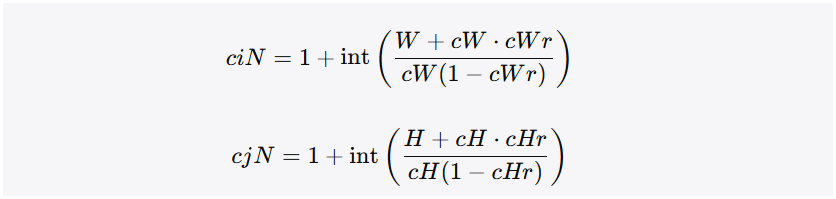 ciN = 1 + int ( (W + cW · cWr) / (cW(1 − cWr)) )
cjN = 1 + int ( (H + cH · cHr) / (cH(1 − cHr)) )